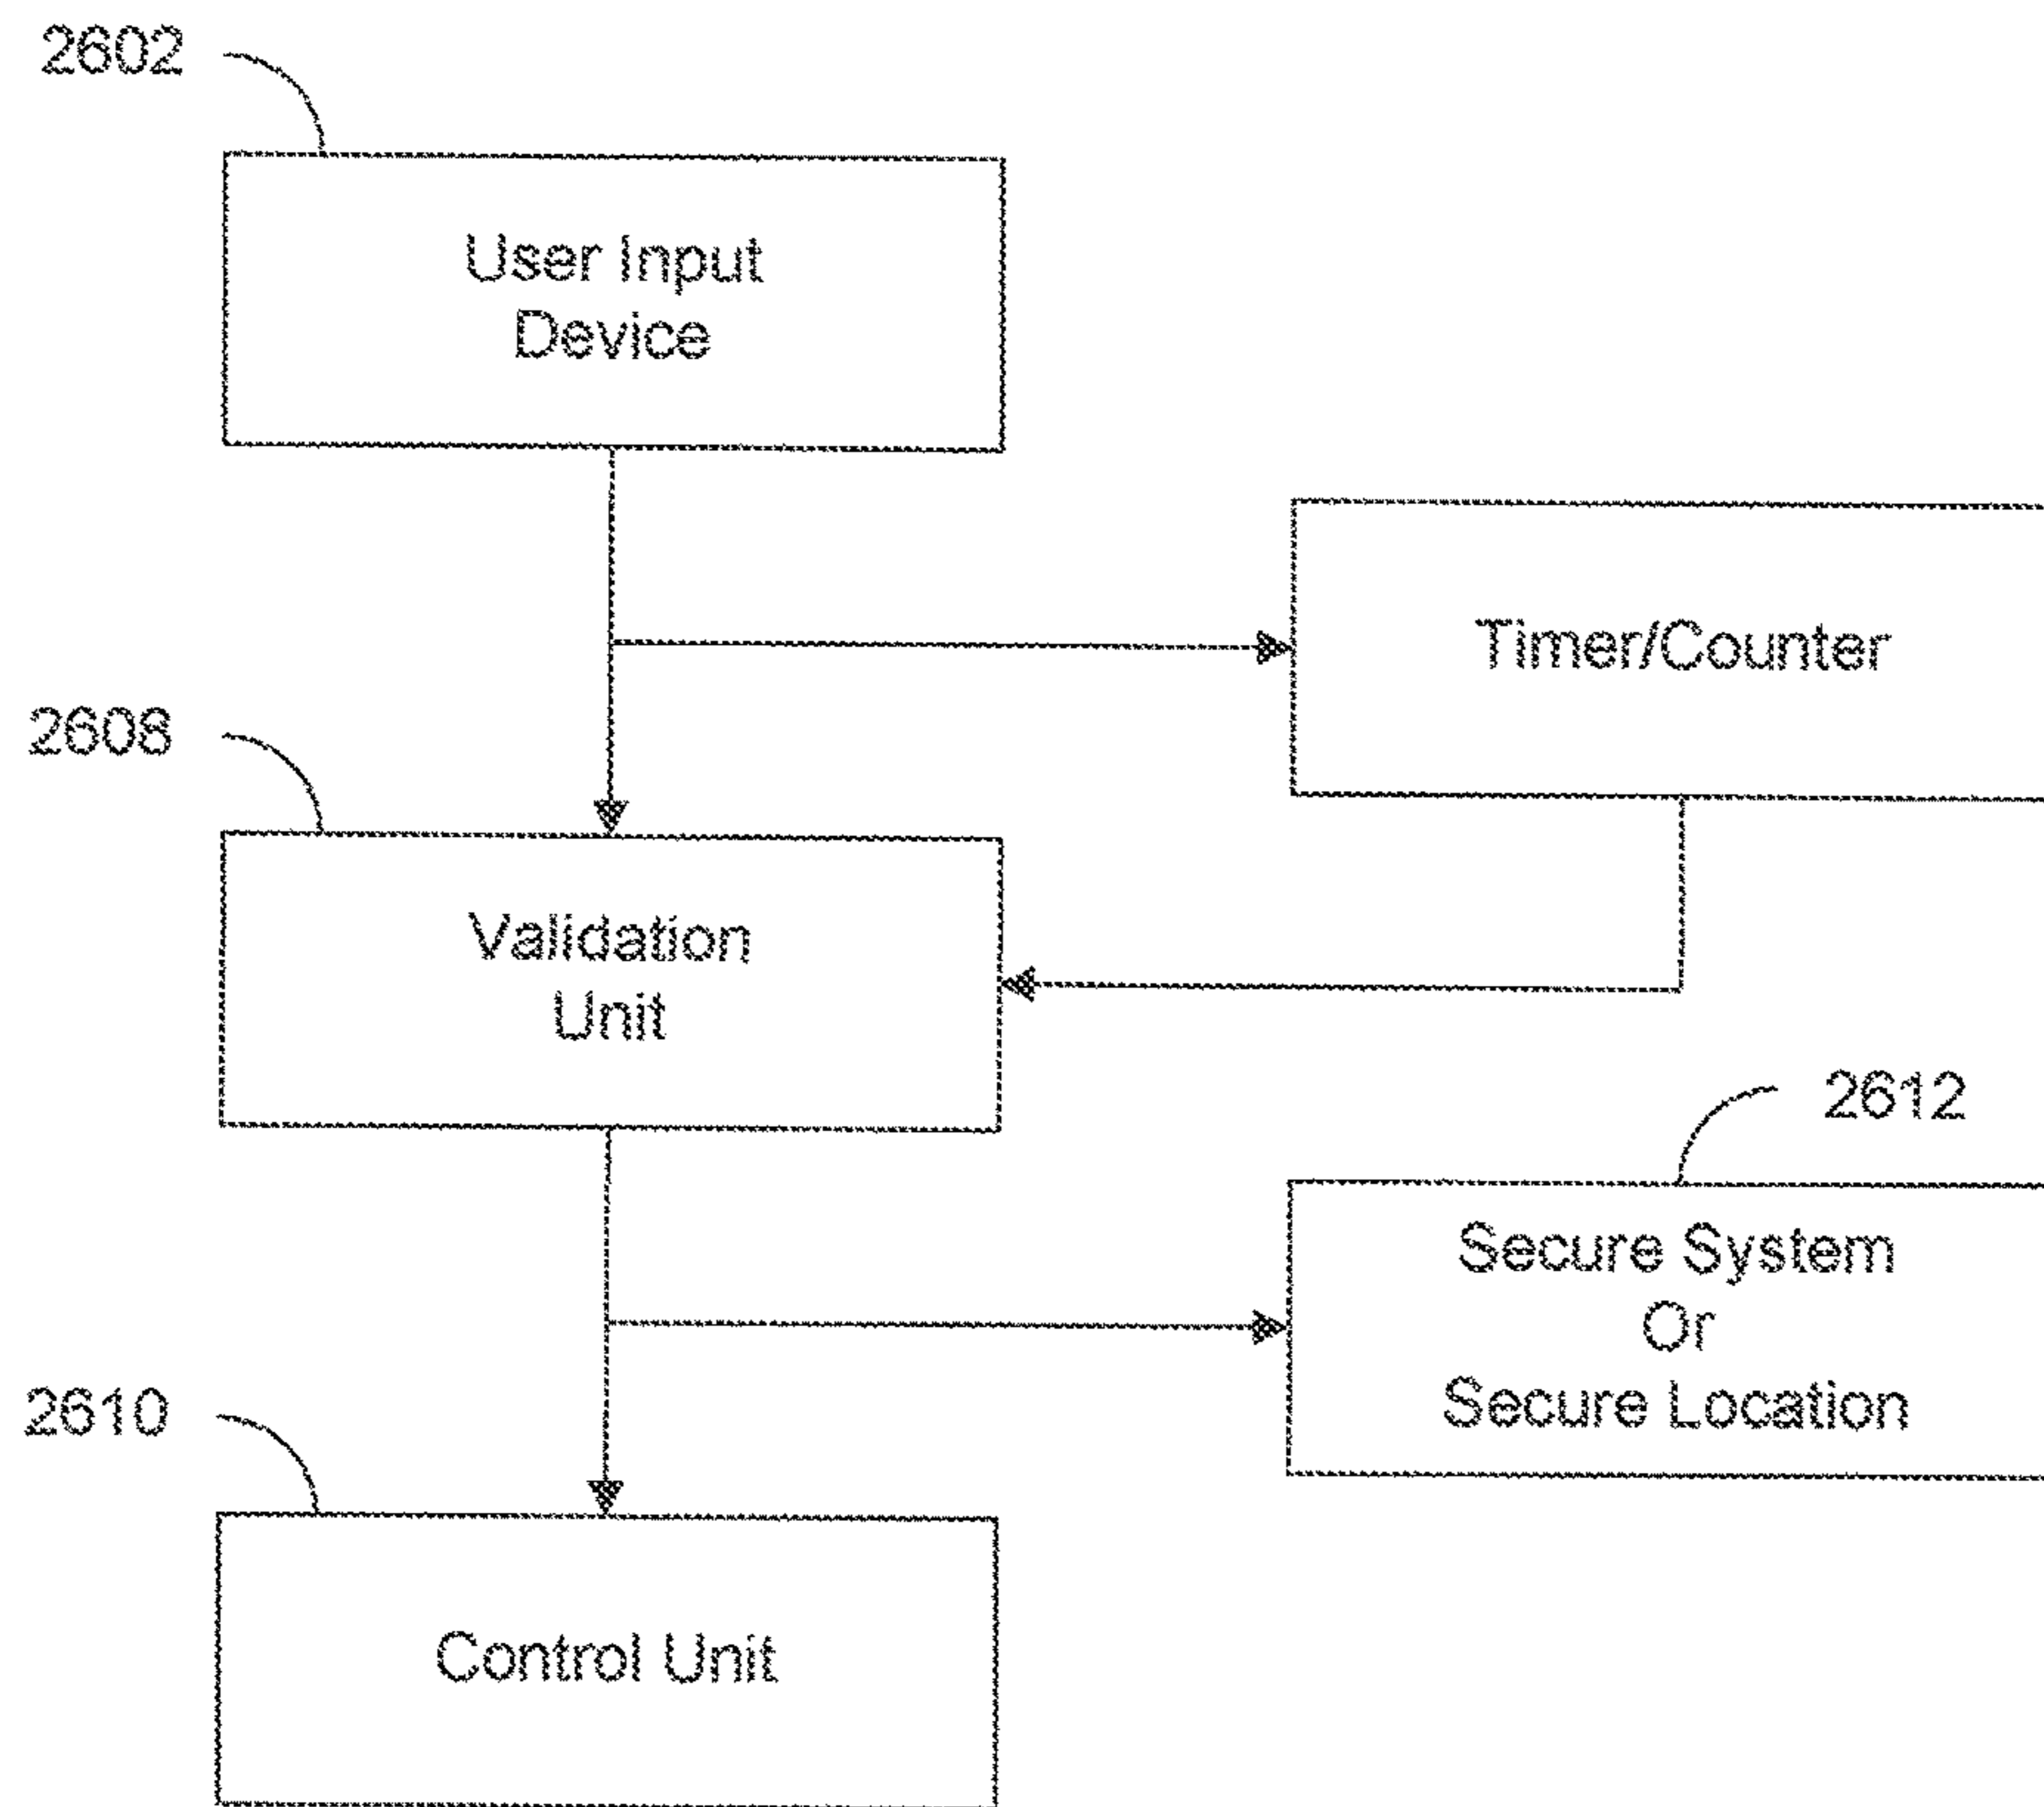 2602
User Input
Device
Timer/Counter
2608
Validation
Unit
2612
Secure System
Or
Secure Location
2610
Control Unit